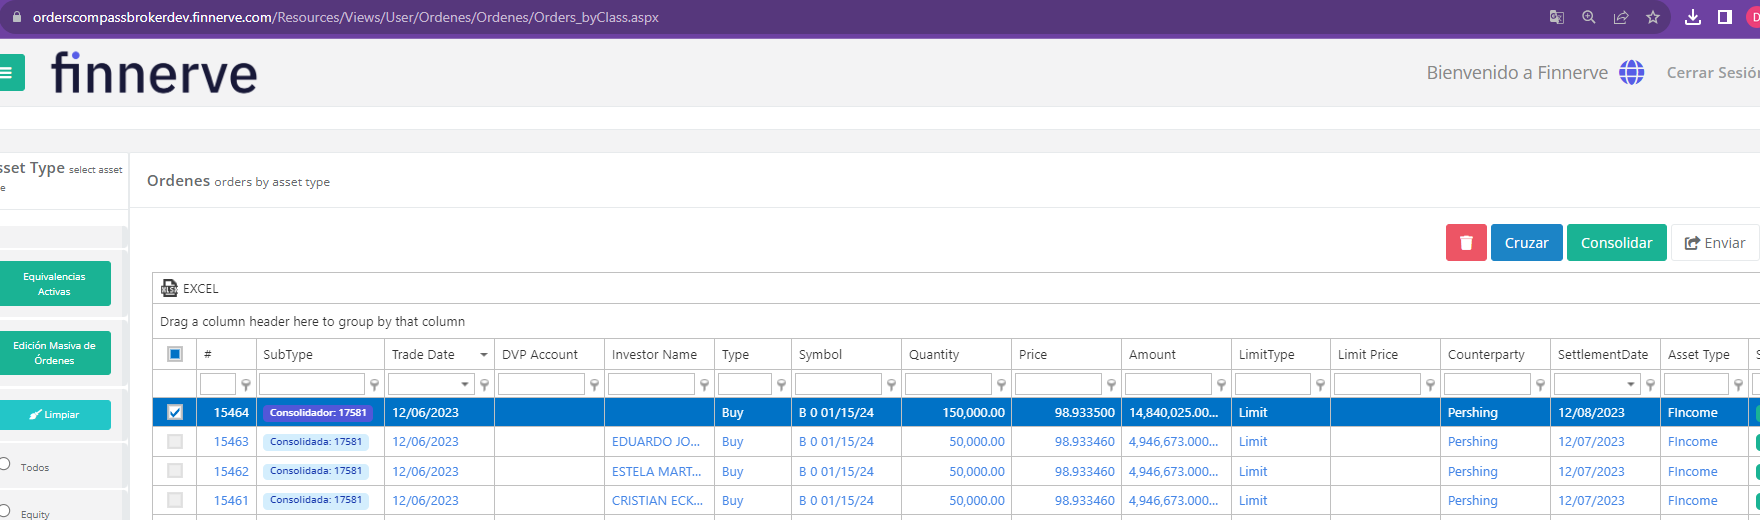 orderscompassbrokerdev.finnerve.com/Resources/Views/User/Ordenes/Ordenes/Orders_byClass.aspx
finnerve
Bienvenido a Finnerve
Cerrar
Type select asset
Ordenes orders by asset type
Cruzar Consolidar Enviar
Equivalencias
Activas
Edición Masiva de
Órdenes
Limpiar
Todos
Equity
XLSX EXCEL
Drag a column header here to group by that column
# SubType Trade Date DVP Account Investor Name Type Symbol Quantity Price Amount LimitType Limit Price Counterparty SettlementDate Asset Type
15464 Consolidador: 17581 12/06/2023 Buy B 0 01/15/24 150,000.00 98.933500 14,840,025.00... Limit Pershing 12/08/2023 FIncome
15463 Consolidada: 17581 12/06/2023 EDUARDO JO... Buy B 0 01/15/24 50,000.00 98.933460 4,946,673.000... Limit Pershing 12/07/2023 FIncome
15462 Consolidada: 17581 12/06/2023 ESTELA MART... Buy B 0 01/15/24 50,000.00 98.933460 4,946,673.000... Limit Pershing 12/07/2023 FIncome
15461 Consolidada: 17581 12/06/2023 CRISTIAN ECK... Buy B 0 01/15/24 50,000.00 98.933460 4,946,673.000... Limit Pershing 12/07/2023 FIncome